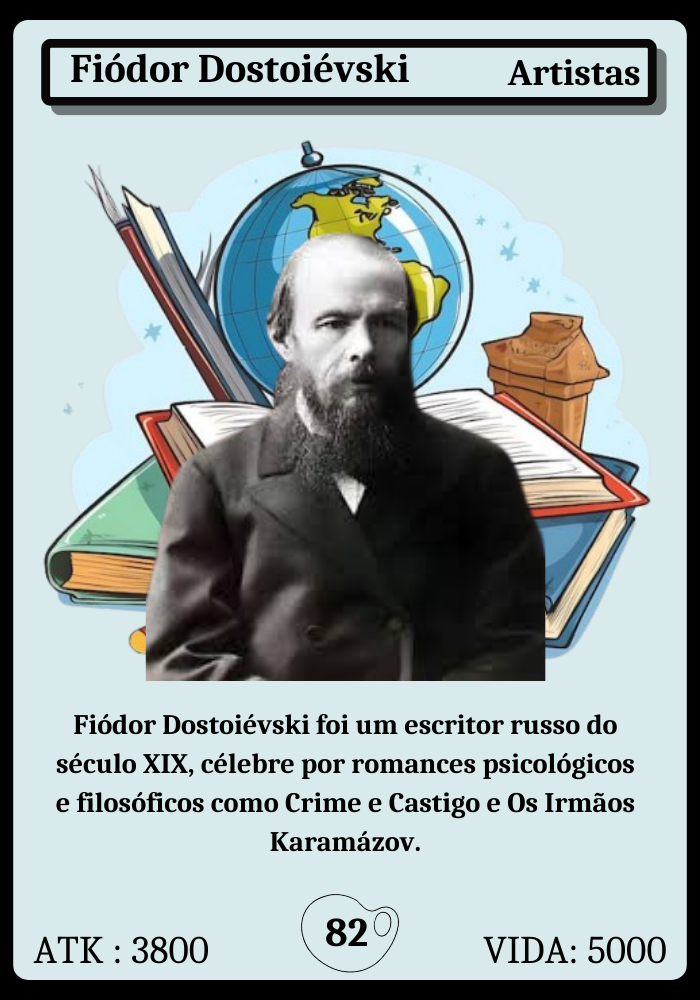 Fiódor Dostoiévski Artistas
Fiódor Dostoiévski foi um escritor russo do
século XIX, célebre por romances psicológicos
e filosóficos como Crime e Castigo e Os Irmãos
Karamázov.
ATK : 3800 82 VIDA: 5000